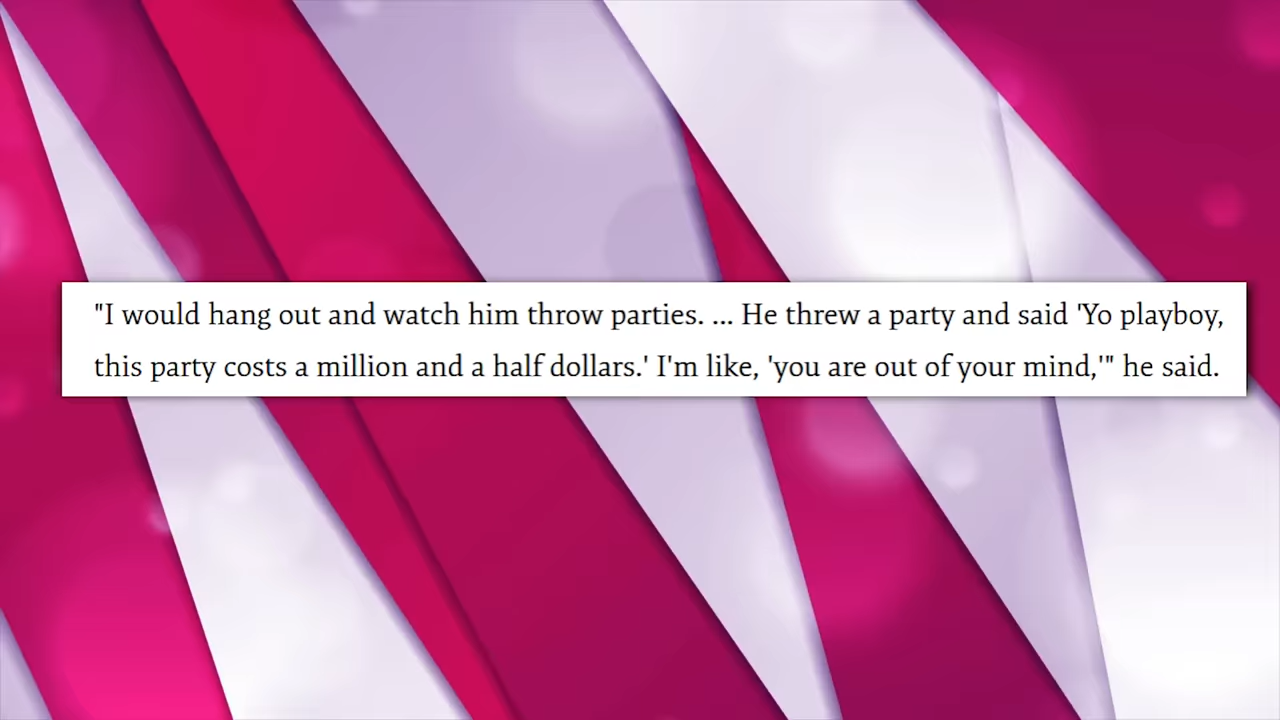 "I would hang out and watch him throw parties. ... He threw a party and said 'Yo playboy,
this party costs a million and a half dollars.' I'm like, 'you are out of your mind,'" he said.